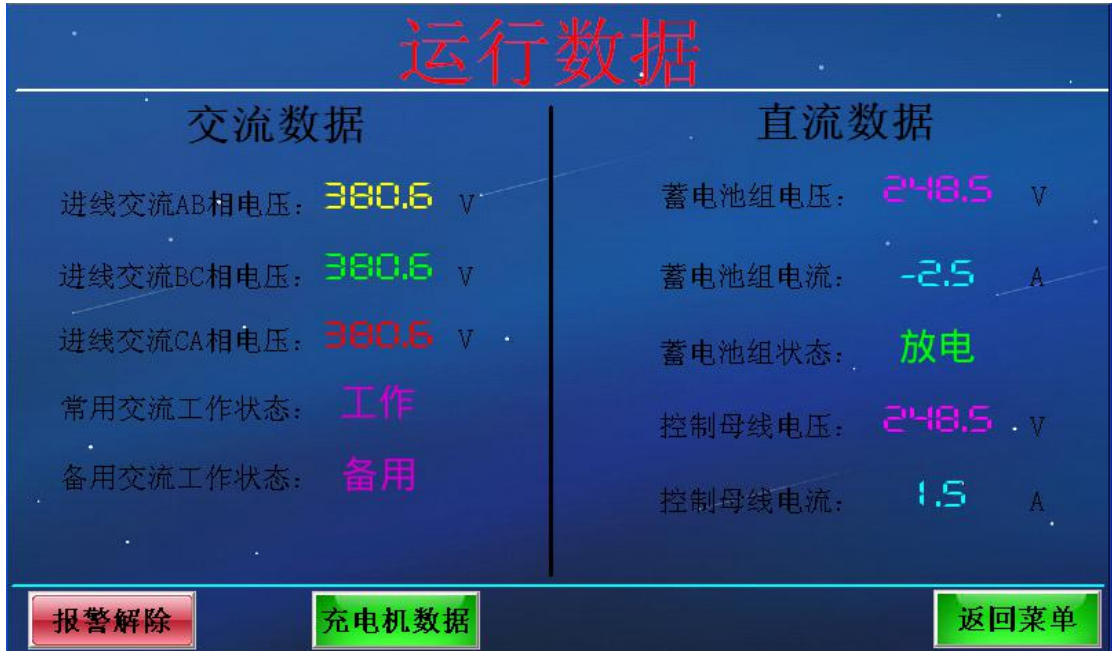 运行数据
交流数据
进线交流AB相电压： 380.6 V
进线交流BC相电压： 380.6 V
进线交流CA相电压： 380.6 V
常用交流工作状态： 工作
备用交流工作状态： 备用
直流数据
蓄电池组电压： 248.5 V
蓄电池组电流： -2.5 A
蓄电池组状态： 放电
控制母线电压： 248.5 V
控制母线电流： 1.5 A
报警解除
充电机数据
返回菜单